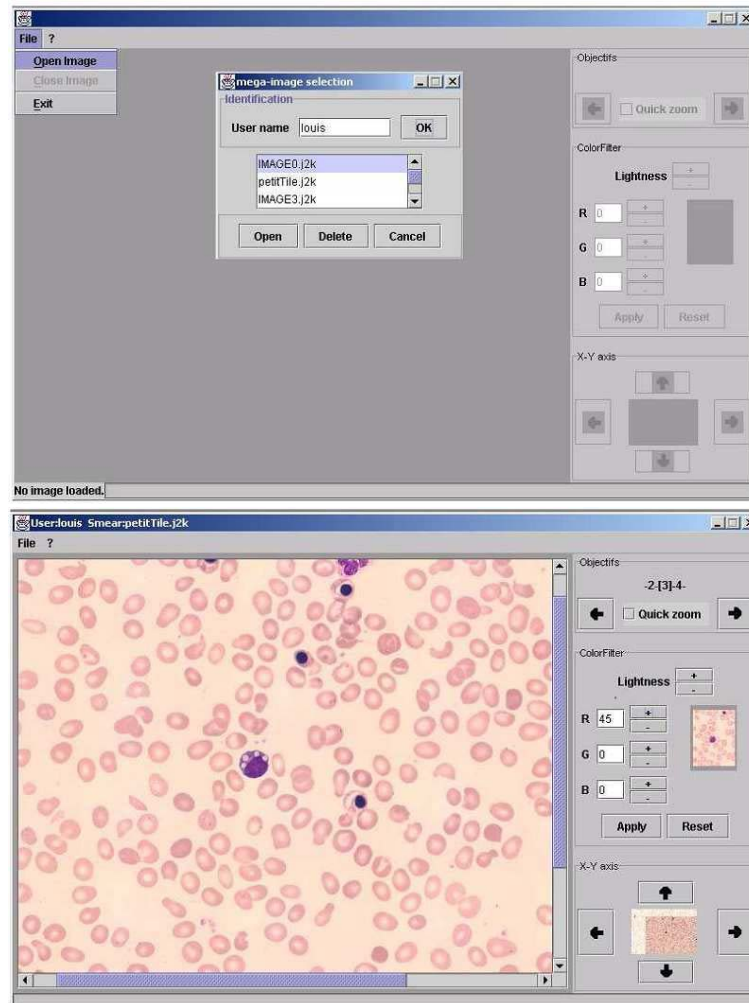 File ?
Open Image
Close Image
Exit
mega-image selection
Identification
User name louis OK
IMAGE0.j2k
petitTile.j2k
IMAGE3.j2k
Open Delete Cancel
Objectifs
Quick zoom
ColorFilter
Lightness + -
R 0 + -
G 0 + -
B 0 + -
Apply Reset
X-Y axis
No image loaded.
User:louis Smear:petitTile.j2k
File ?
Objectifs
-2-[3]-4-
Quick zoom
ColorFilter
Lightness + -
R 45 + -
G 0 + -
B 0 + -
Apply Reset
X-Y axis